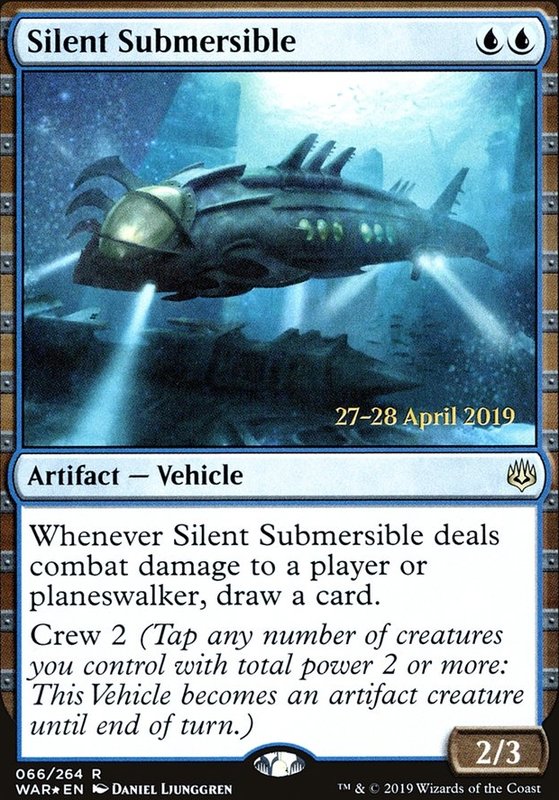 Silent Submersible
27–28 April 2019
Artifact — Vehicle
Whenever Silent Submersible deals
combat damage to a player or
planeswalker, draw a card.
Crew 2 (Tap any number of creatures
you control with total power 2 or more:
This Vehicle becomes an artifact creature
until end of turn.)
2/3
066/264 R
WAR★EN Daniel Ljunggren
™ & © 2019 Wizards of the Coast